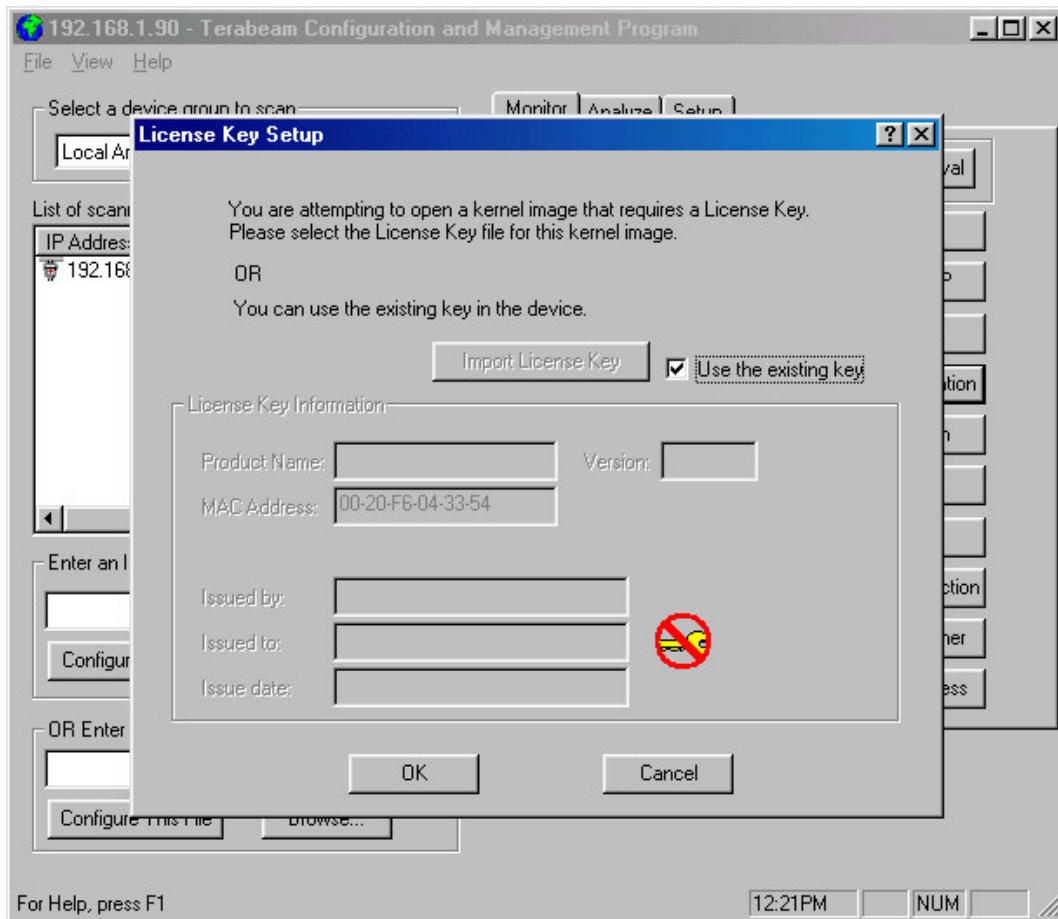 192.168.1.90 - Terabeam Configuration and Management Program
File View Help
Select a device group to scan
Monitor Analyze Setup
License Key Setup
Local
List of
IP
192.168
You are attempting to open a kernel image that requires a License Key.
Please select the License Key file for this kernel image.
OR
You can use the existing key in the device.
Import License Key
Use the existing key
License Key Information
Product Name:
Version:
MAC Address: 00-20-F6-04-33-54
Issued by:
Issued to:
Issue date:
Enter an
OR Enter
OK
Cancel
Configure This File
Browse...
For Help, press F1
12:21PM
NUM